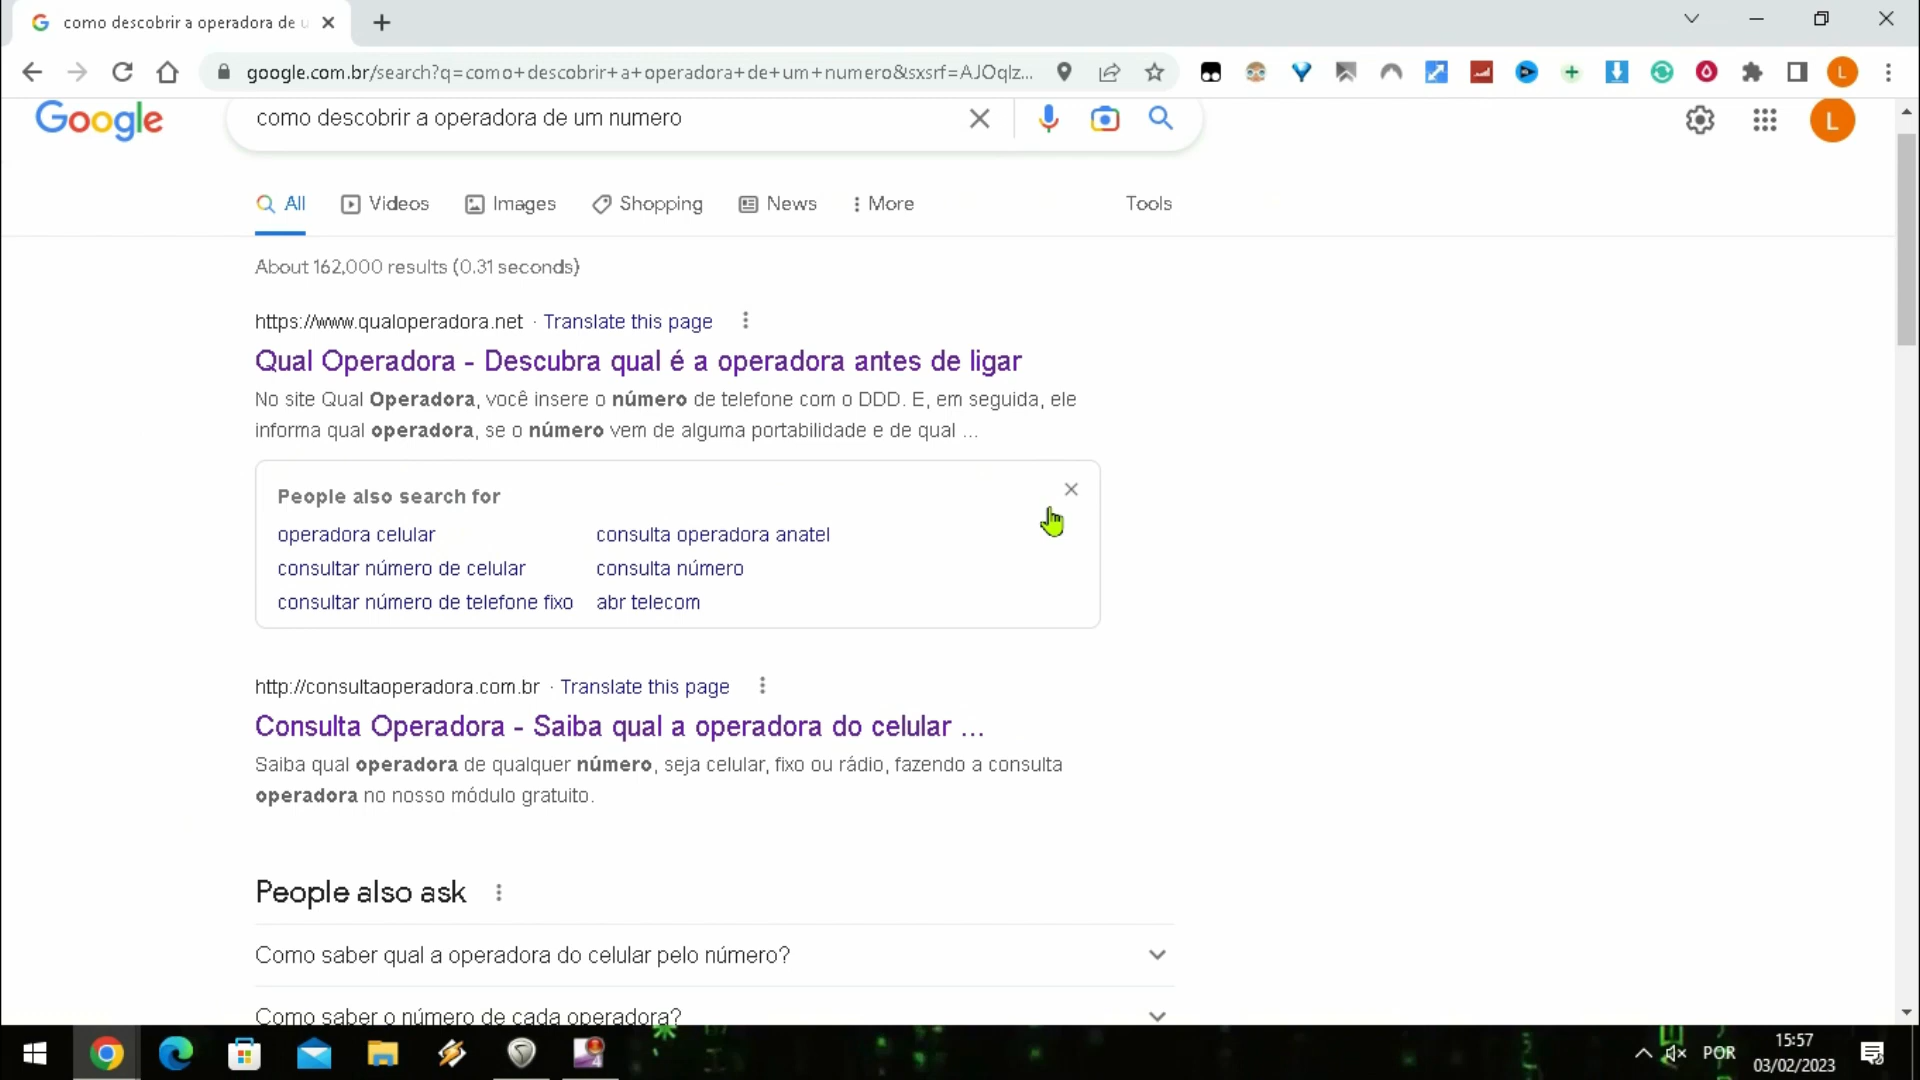 como descobrir a operadora de u
google.com.br/search?q=como+descobrir+a+operadora+de+um+numero&sxsrf=AJOqlz...
L
Google
como descobrir a operadora de um numero
L
All
Videos
Images
Shopping
News
More
Tools
About 162,000 results (0.31 seconds)
https://www.qualoperadora.net · Translate this page
Qual Operadora - Descubra qual é a operadora antes de ligar
No site Qual Operadora, você insere o número de telefone com o DDD. E, em seguida, ele
informa qual operadora, se o número vem de alguma portabilidade e de qual ...
People also search for
operadora celular
consulta operadora anatel
consultar número de celular
consulta número
consultar número de telefone fixo
abr telecom
http://consultaoperadora.com.br · Translate this page
Consulta Operadora - Saiba qual a operadora do celular ...
Saiba qual operadora de qualquer número, seja celular, fixo ou rádio, fazendo a consulta
operadora no nosso módulo gratuito.
People also ask
Como saber qual a operadora do celular pelo número?
Como saber o número de cada operadora?
4
POR
15:57
03/02/2023